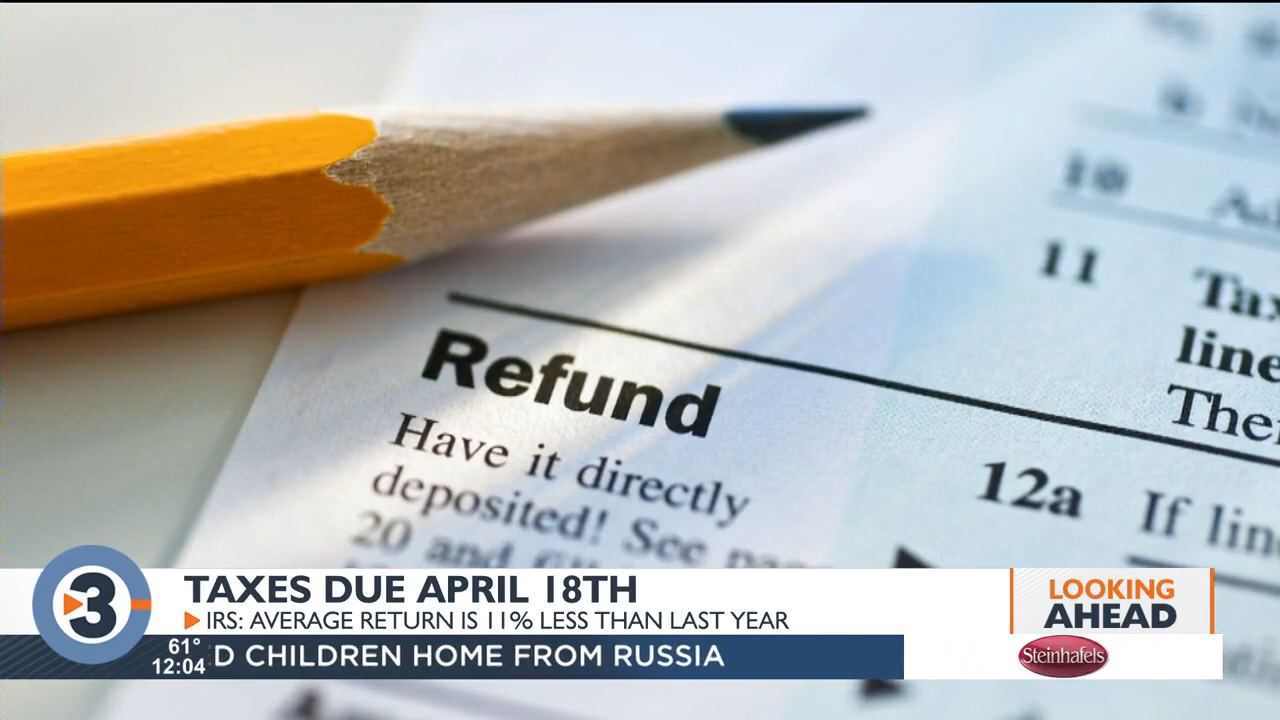 10
11
Tax
line
The
Refund
Have it directly
deposited! See
20 and
12a
If lin
3
TAXES DUE APRIL 18TH
IRS: AVERAGE RETURN IS 11% LESS THAN LAST YEAR
LOOKING
AHEAD
61°
12:04
D CHILDREN HOME FROM RUSSIA
Steinhafels